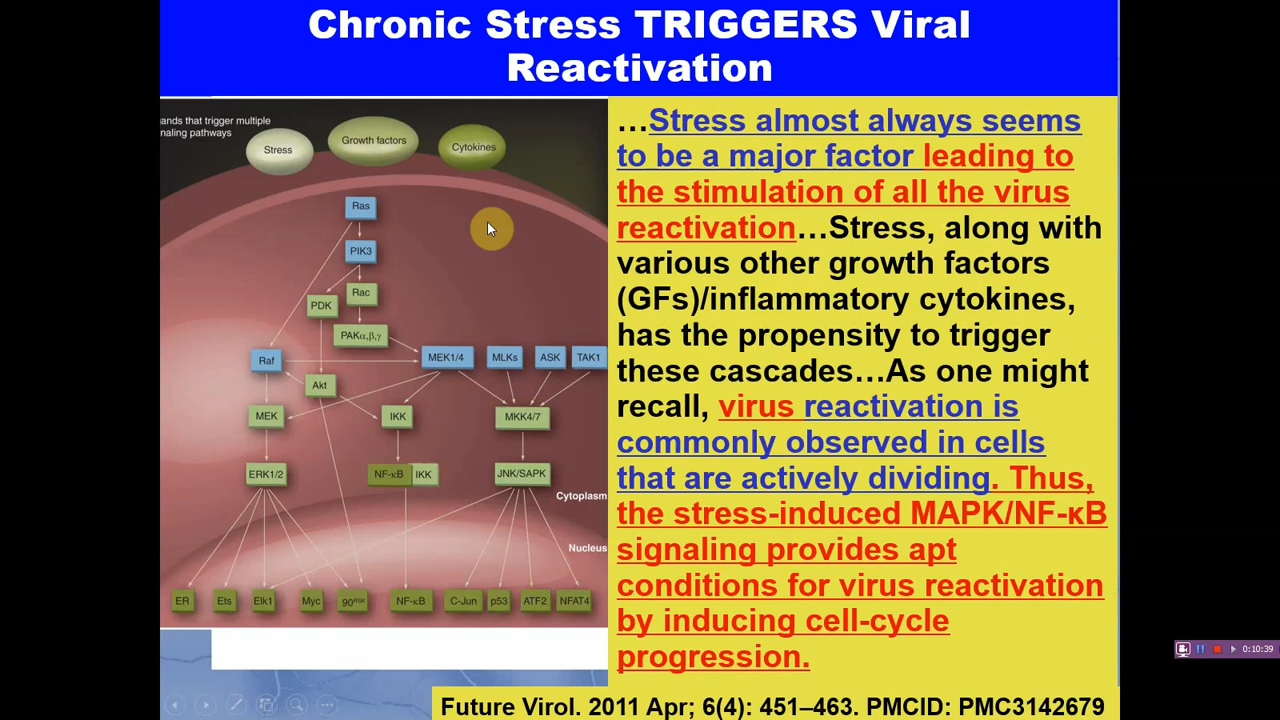 Chronic Stress TRIGGERS Viral
Reactivation
ands that trigger multiple
naling pathways
Stress
Growth factors
Cytokines
Ras
PIK3
PDK
Rac
PAKα,β,γ
Raf
MEK1/4
MLKs
ASK
TAK1
Akt
MEK
IKK
MKK4/7
ERK1/2
NF-κB
IKK
JNK/SAPK
Cytoplasm
Nucleus
ER
Ets
Elk1
Myc
90RSK
NF-κB
C-Jun
p53
ATF2
NFAT4
…Stress almost always seems
to be a major factor leading to
the stimulation of all the virus
reactivation…Stress, along with
various other growth factors
(GFs)/inflammatory cytokines,
has the propensity to trigger
these cascades…As one might
recall, virus reactivation is
commonly observed in cells
that are actively dividing. Thus,
the stress-induced MAPK/NF-κB
signaling provides apt
conditions for virus reactivation
by inducing cell-cycle
progression.
Future Virol. 2011 Apr; 6(4): 451–463. PMCID: PMC3142679
0:10:39